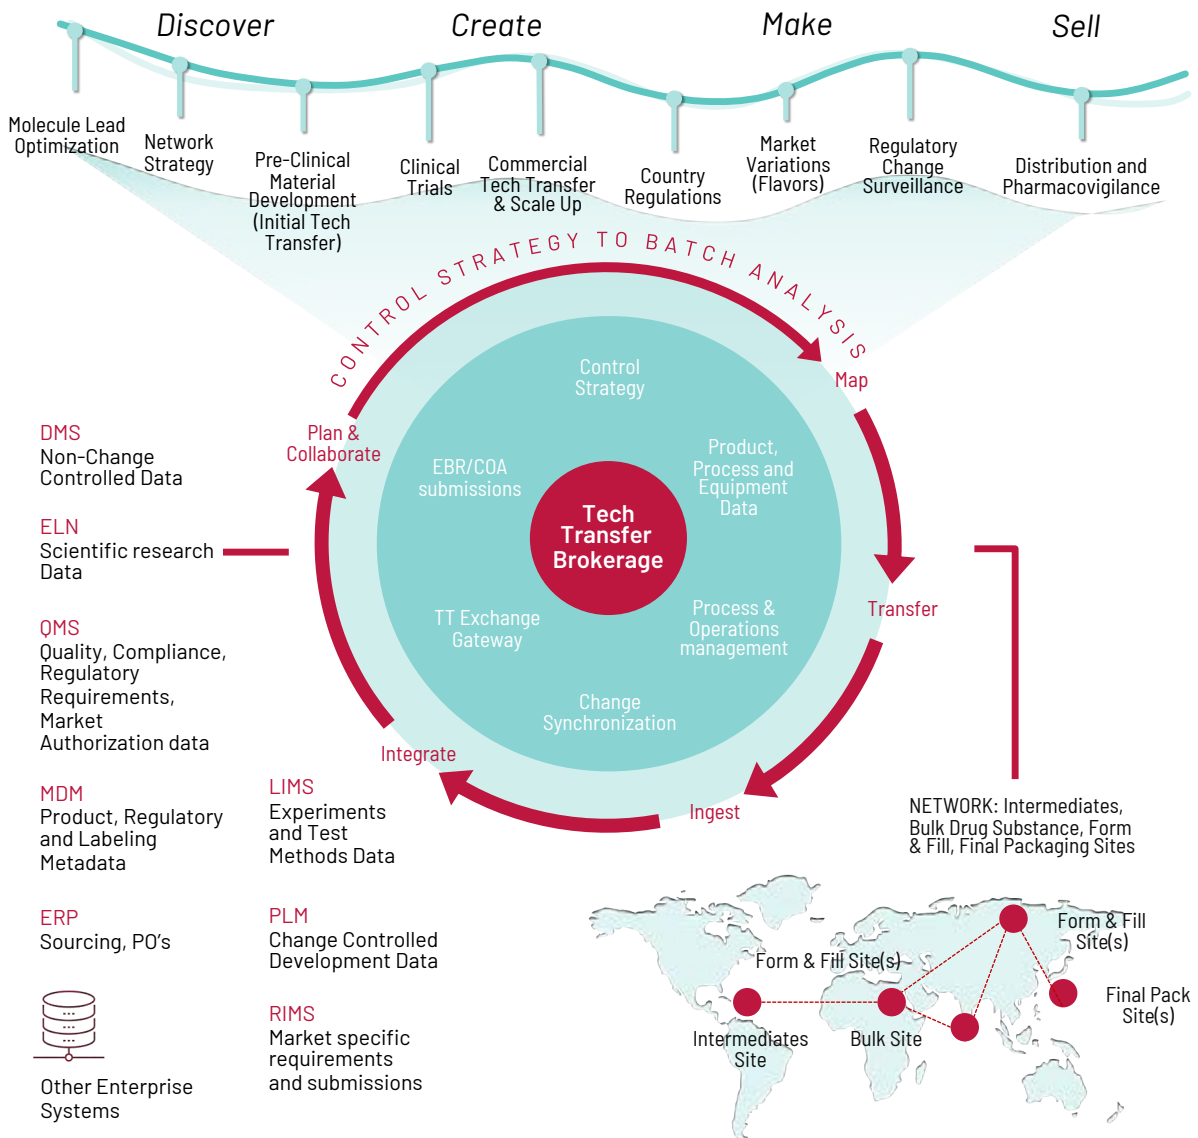 Discover
Create
Make
Sell
Molecule Lead
Optimization
Network
Strategy
Pre-Clinical
Material
Development
(Initial Tech
Transfer)
Clinical
Trials
Commercial
Tech Transfer
& Scale Up
Country
Regulations
Market
Variations
(Flavors)
Regulatory
Change
Surveillance
Distribution and
Pharmacovigilance
CONTROL STRATEGY TO BATCH ANALYSIS
Map
Transfer
Ingest
Integrate
Plan &
Collaborate
Control
Strategy
Product,
Process and
Equipment
Data
Process &
Operations
management
Change
Synchronization
TT Exchange
Gateway
EBR/COA
submissions
Tech
Transfer
Brokerage
DMS
Non-Change
Controlled Data
ELN
Scientific research
Data
QMS
Quality, Compliance,
Regulatory
Requirements,
Market
Authorization data
MDM
Product, Regulatory
and Labeling
Metadata
ERP
Sourcing, PO’s
Other Enterprise
Systems
LIMS
Experiments
and Test
Methods Data
PLM
Change Controlled
Development Data
RIMS
Market specific
requirements
and submissions
NETWORK: Intermediates,
Bulk Drug Substance, Form
& Fill, Final Packaging Sites
Form & Fill
Site(s)
Form & Fill Site(s)
Final Pack
Site(s)
Intermediates
Site
Bulk Site